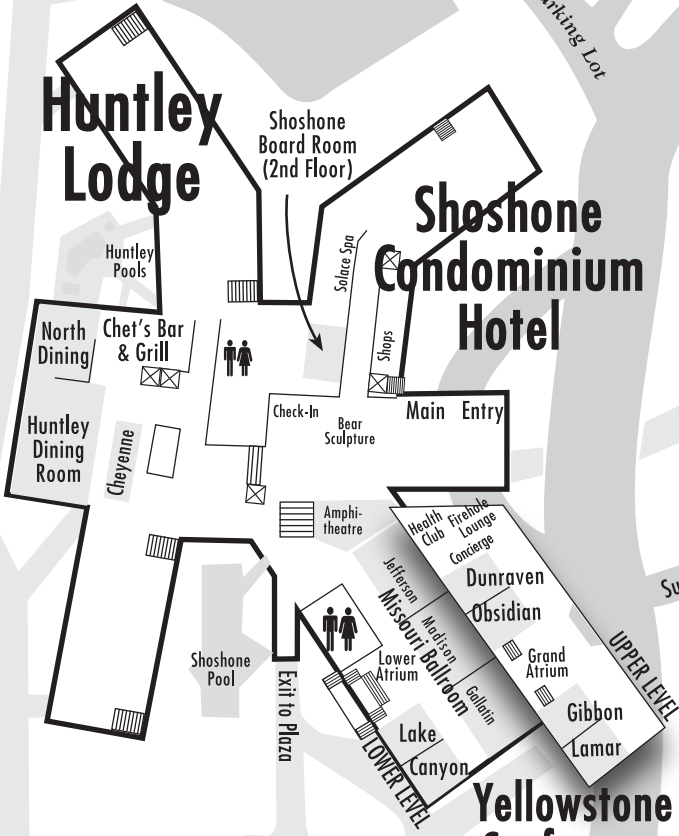 Parking Lot
Huntley
Lodge
Shoshone
Board Room
(2nd Floor)
Shoshone
Condominium
Hotel
Huntley
Pools
Solace Spa
Shops
North
Dining
Chet's Bar
& Grill
Check-In
Bear
Sculpture
Main Entry
Huntley
Dining
Room
Cheyenne
Amphi-
theatre
Health
Club
Firehole
Lounge
Concierge
Dunraven
Obsidian
Grand
Atrium
Gibbon
Lamar
UPPER LEVEL
Jefferson
Missouri Ballroom
Madison
Gallatin
Lower
Atrium
Lake
Canyon
LOWER LEVEL
Shoshone
Pool
Exit to Plaza
Yellowstone